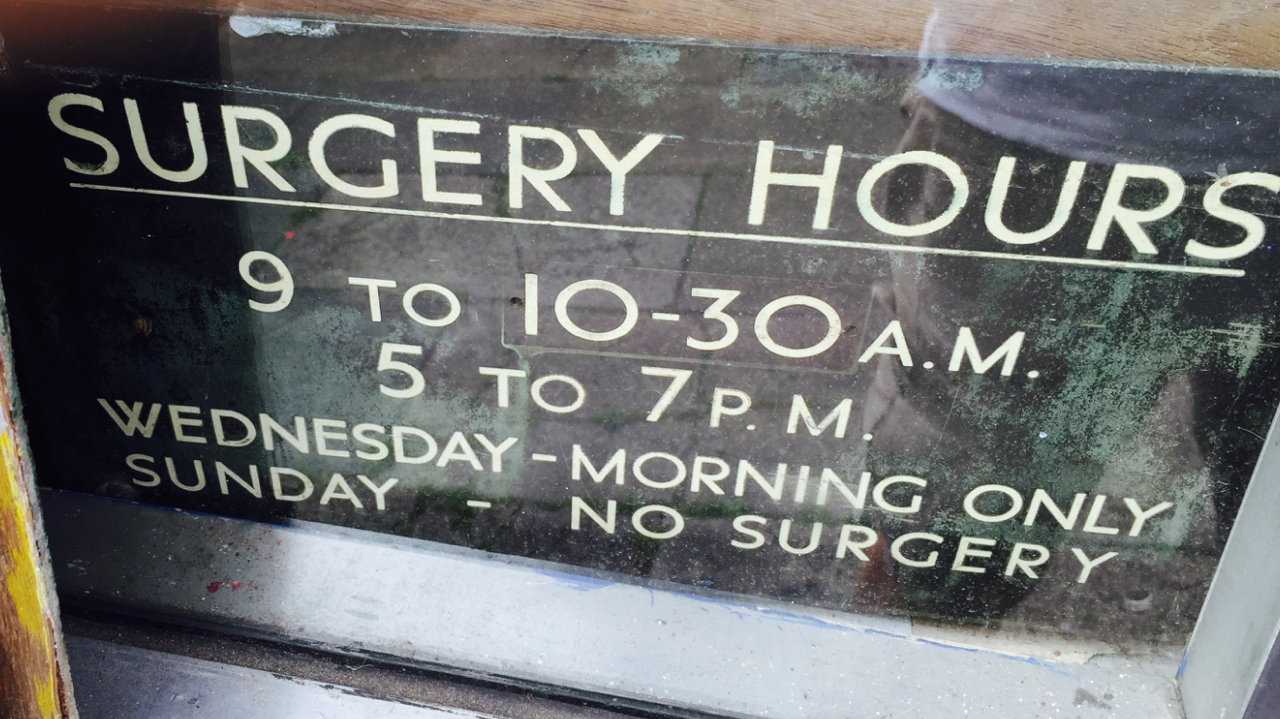 SURGERY HOURS
9 TO 10-30 A.M.
5 TO 7 P.M.
WEDNESDAY - MORNING ONLY
SUNDAY - NO SURGERY